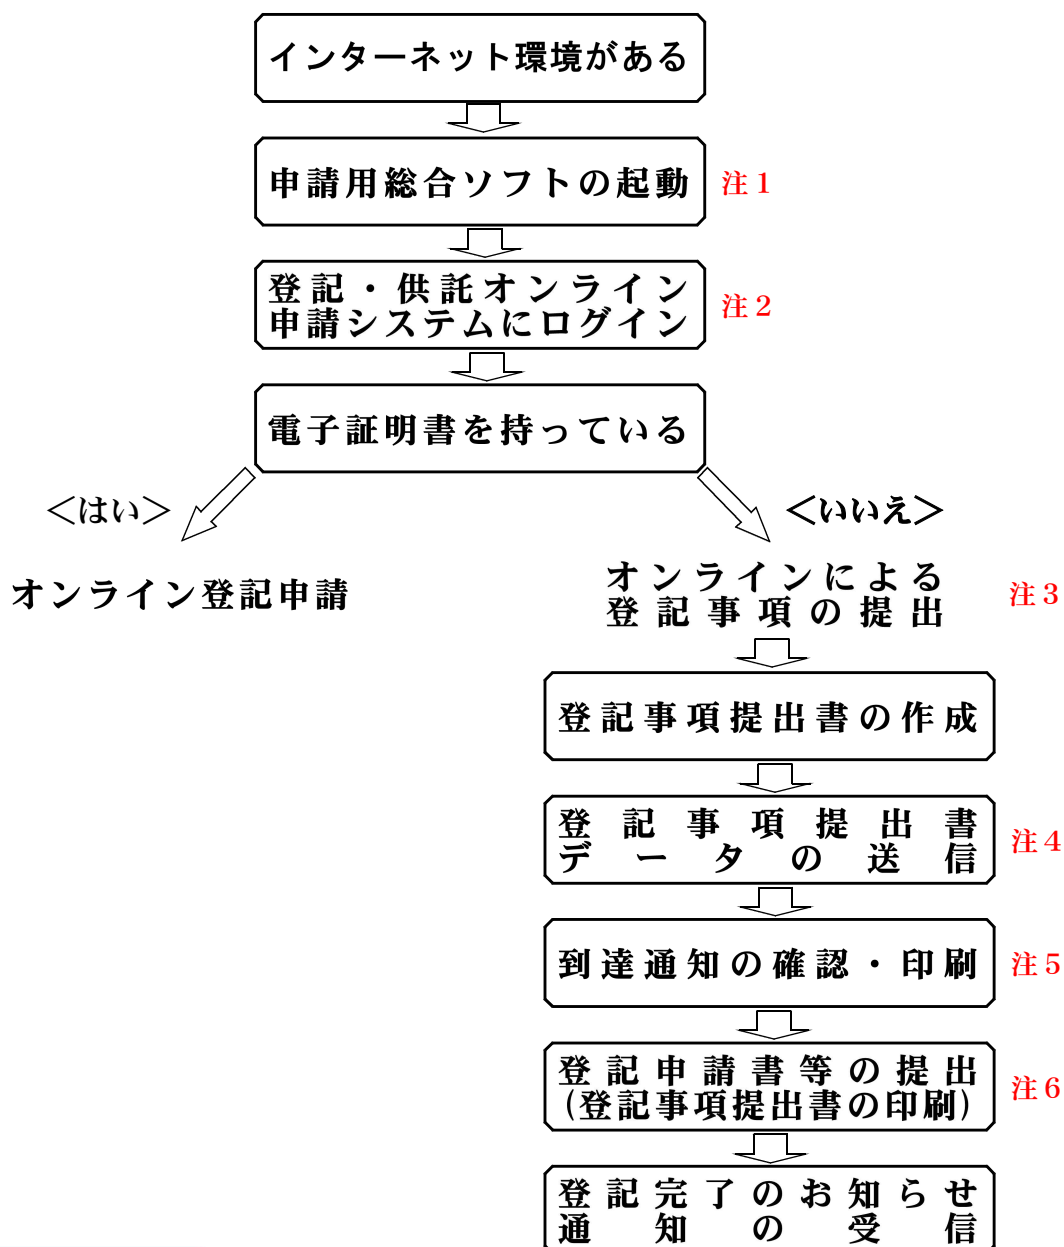 インターネット環境がある
申請用総合ソフトの起動
注１
登記・供託オンライン
申請システムにログイン
注２
電子証明書を持っている
＜はい＞
＜いいえ＞
オンライン登記申請
オンラインによる
登記事項の提出
注３
登記事項提出書の作成
登記事項提出書
データの送信
注４
到達通知の確認・印刷
注５
登記申請書等の提出
（登記事項提出書の印刷）
注６
登記完了のお知らせ
通知の受信